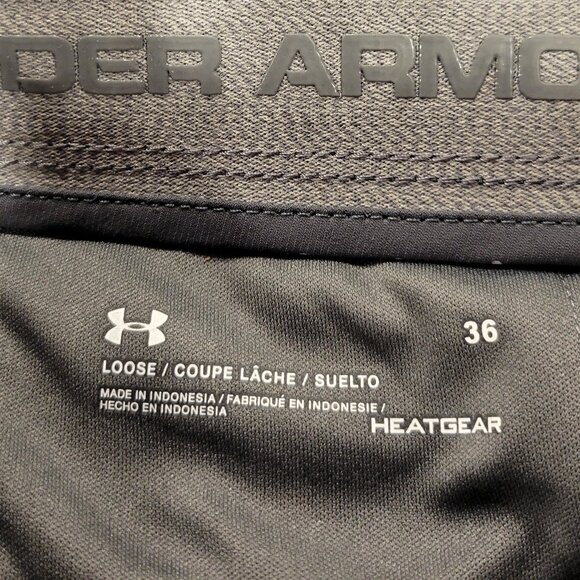 DER ARMO
36
LOOSE / COUPE LÂCHE / SUELTO
MADE IN INDONESIA / FABRIQUÉ EN INDONESIE /
HECHO EN INDONESIA
HEATGEAR